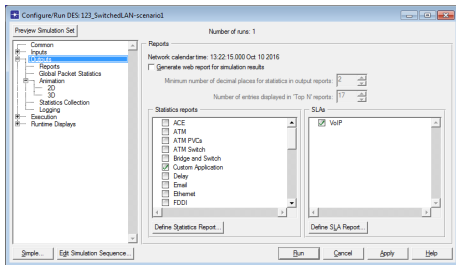 Configure/Run DES: 123_SwitchedLAN-scenario1
Preview Simulation Set
Number of runs: 1
Common
Inputs
Outputs
Reports
Global Packet Statistics
Animation
2D
3D
Statistics Collection
Logging
Execution
Runtime Displays
Reports
Network calendar time: 13:22:15.000 Oct 10 2016
Generate web report for simulation results
Minimum number of decimal places for statistics in output reports: 2
Number of entries displayed in 'Top N' reports: 17
Statistics reports
ACE
ATM
ATM PVCs
ATM Switch
Bridge and Switch
Custom Application
Delay
Email
Ethernet
FDDI
Define Statistics Report...
SLAs
VoIP
Define SLA Report...
Simple...
Edit Simulation Sequence...
Run
Cancel
Apply
Help